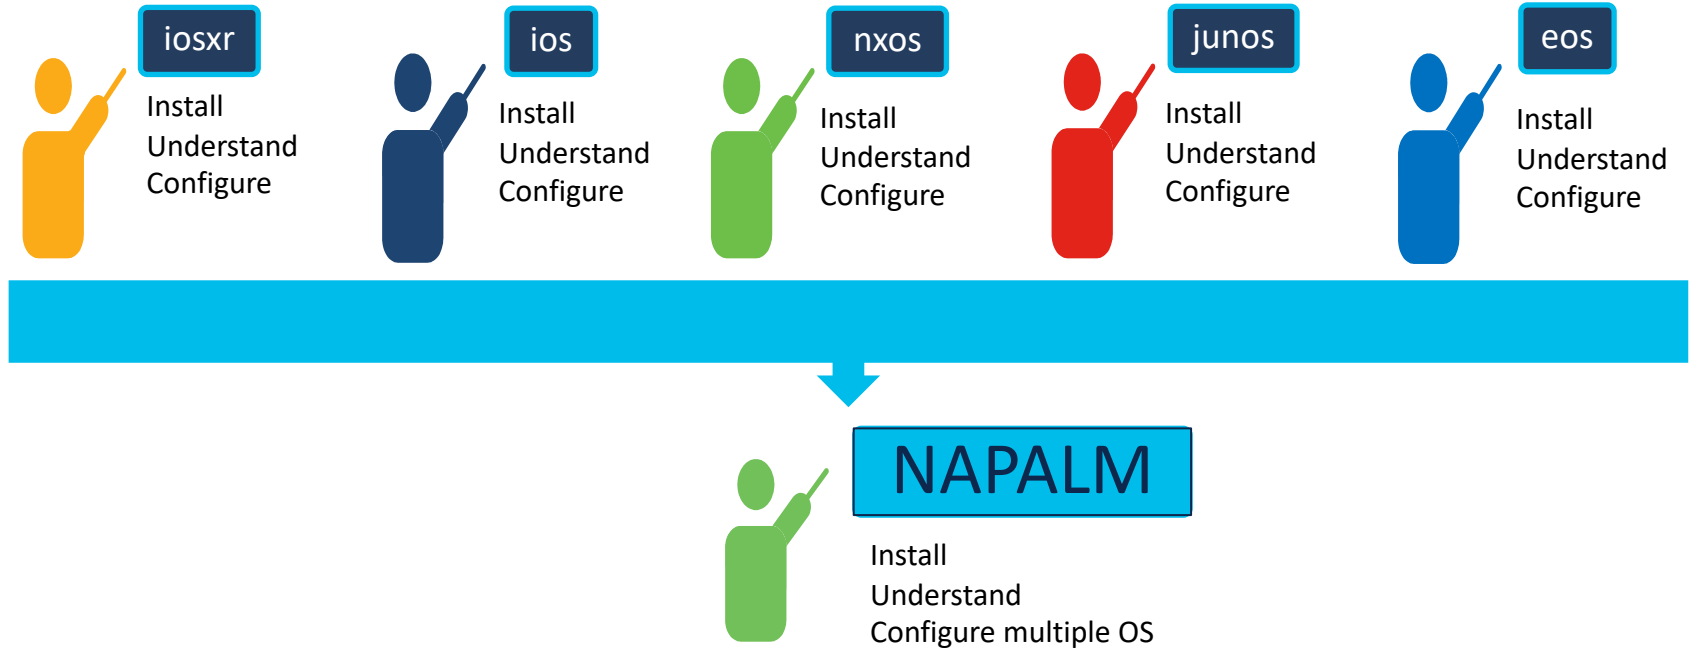 iosxr
Install
Understand
Configure
ios
Install
Understand
Configure
nxos
Install
Understand
Configure
junos
Install
Understand
Configure
eos
Install
Understand
Configure
NAPALM
Install
Understand
Configure multiple OS